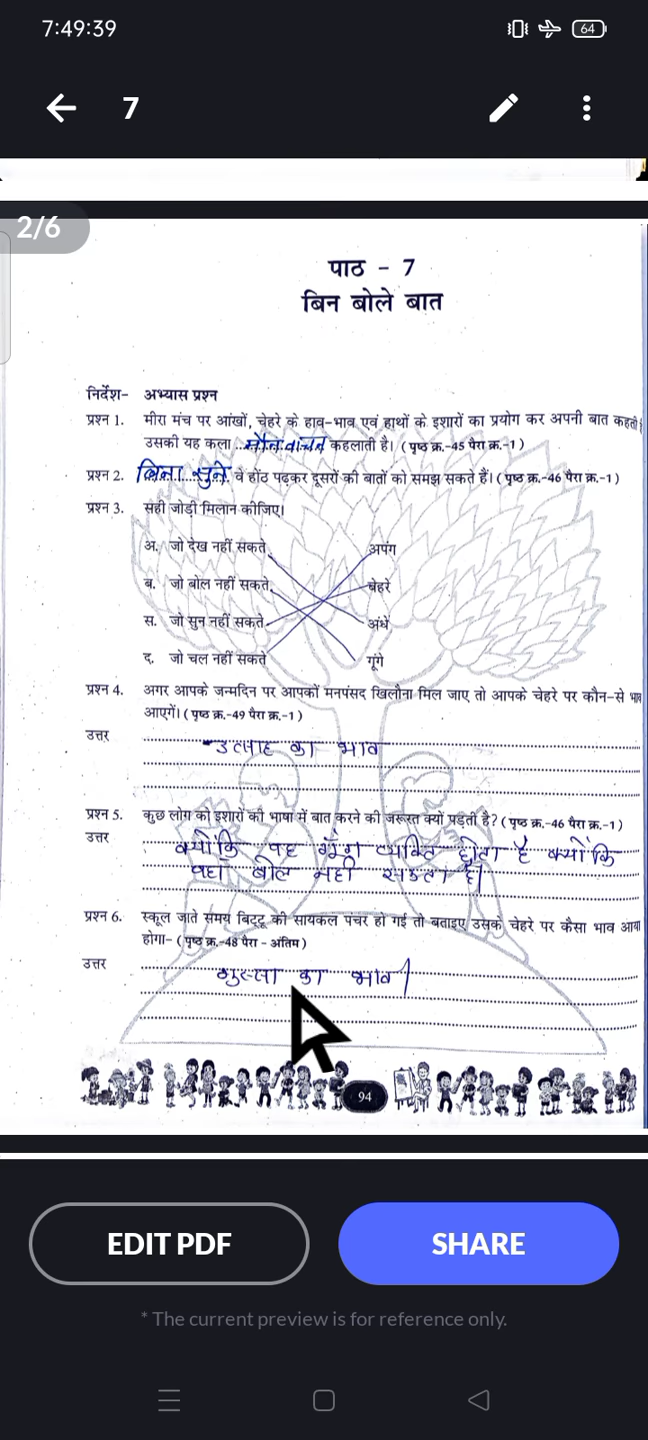 7:49:39
64
7
2/6
पाठ - 7
बिन बोले बात
निर्देश- अभ्यास प्रश्न
प्रश्न 1. मीरा मंच पर आंखों, चेहरे के हाव-भाव एवं हाथों के इशारों का प्रयोग कर अपनी बात कहती
उसकी यह कला ..मौन वाचन कहलाती है। (पृष्ठ क्र.-45 पैरा क्र.-1)
प्रश्न 2. बिना सुने वे होंठ पढ़कर दूसरों की बातों को समझ सकते हैं। (पृष्ठ क्र.-46 पैरा क्र.-1)
प्रश्न 3. सही जोड़ी मिलान कीजिए।
अ. जो देख नहीं सकते अपंग
ब. जो बोल नहीं सकते बेहरे
स. जो सुन नहीं सकते अंधे
द. जो चल नहीं सकते गूंगे
प्रश्न 4. अगर आपके जन्मदिन पर आपकों मनपंसद खिलौना मिल जाए तो आपके चेहरे पर कौन-से भाव
आएगें। (पृष्ठ क्र.-49 पैरा क्र.-1)
उत्तर उत्साह का भाव
प्रश्न 5. कुछ लोग को इशारों की भाषा में बात करने की जरूरत क्यों पड़ती है? (पृष्ठ क्र.-46 पैरा क्र.-1)
उत्तर क्योंकि वह गूंगा व्यक्ति होता है क्योंकि
वहां बोल नही सकता है।
प्रश्न 6. स्कूल जाते समय बिट्टू की सायकल पंचर हो गई तो बताइए उसके चेहरे पर कैसा भाव आया
होगा- (पृष्ठ क्र.-48 पैरा - अंतिम)
उत्तर गुस्सा का भाव।
94
EDIT PDF
SHARE
* The current preview is for reference only.